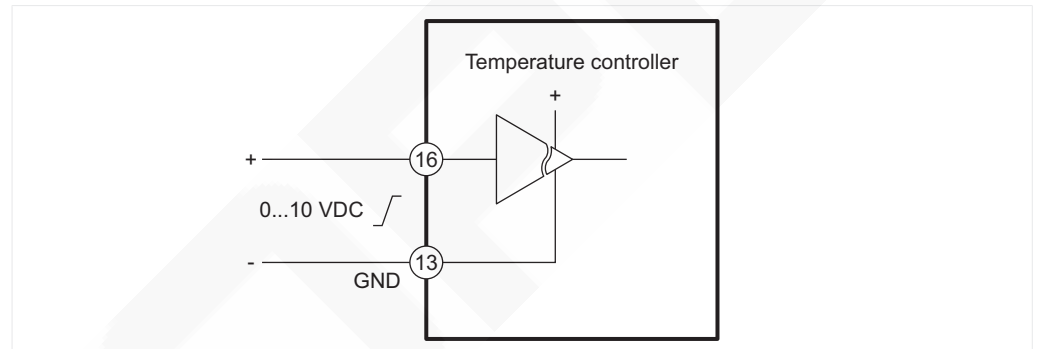 Temperature controller
+
+ 16
0...10 VDC
- 13
GND